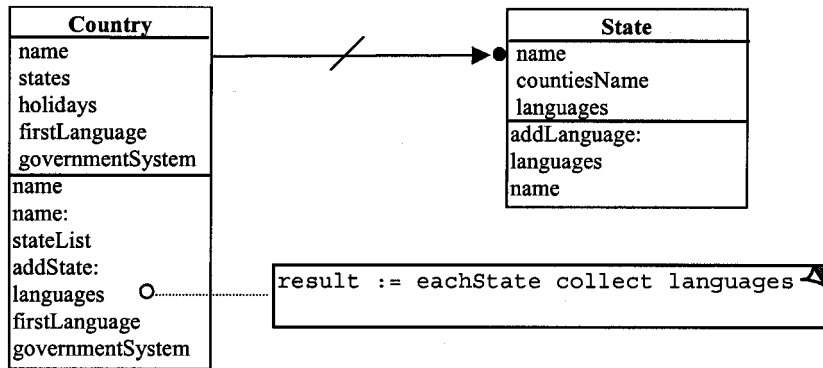 Country
name
states
holidays
firstLanguage
governmentSystem
name
name:
stateList
addState:
languages
firstLanguage
governmentSystem
State
name
countiesName
languages
addLanguage:
languages
name
result := eachState collect languages